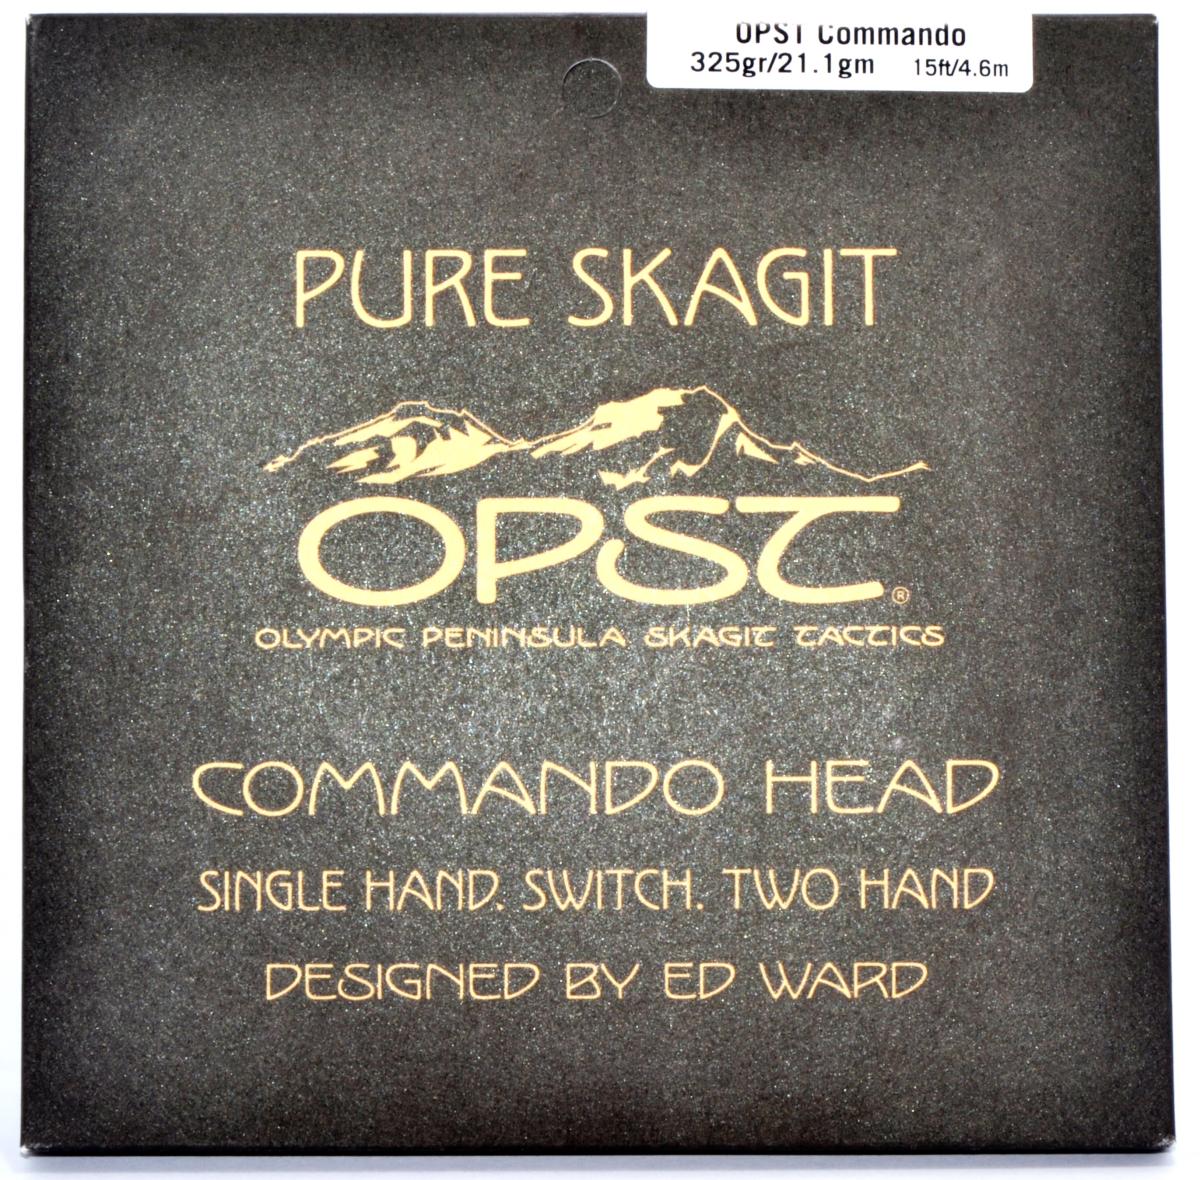 OPST Commando
325gr/21.1gm 15ft/4.6m
PURE SKAGIT
OPST®
OLYMPIC PENINSULA SKAGIT TACTICS
COMMANDO HEAD
SINGLE HAND. SWITCH. TWO HAND
DESIGNED BY ED WARD